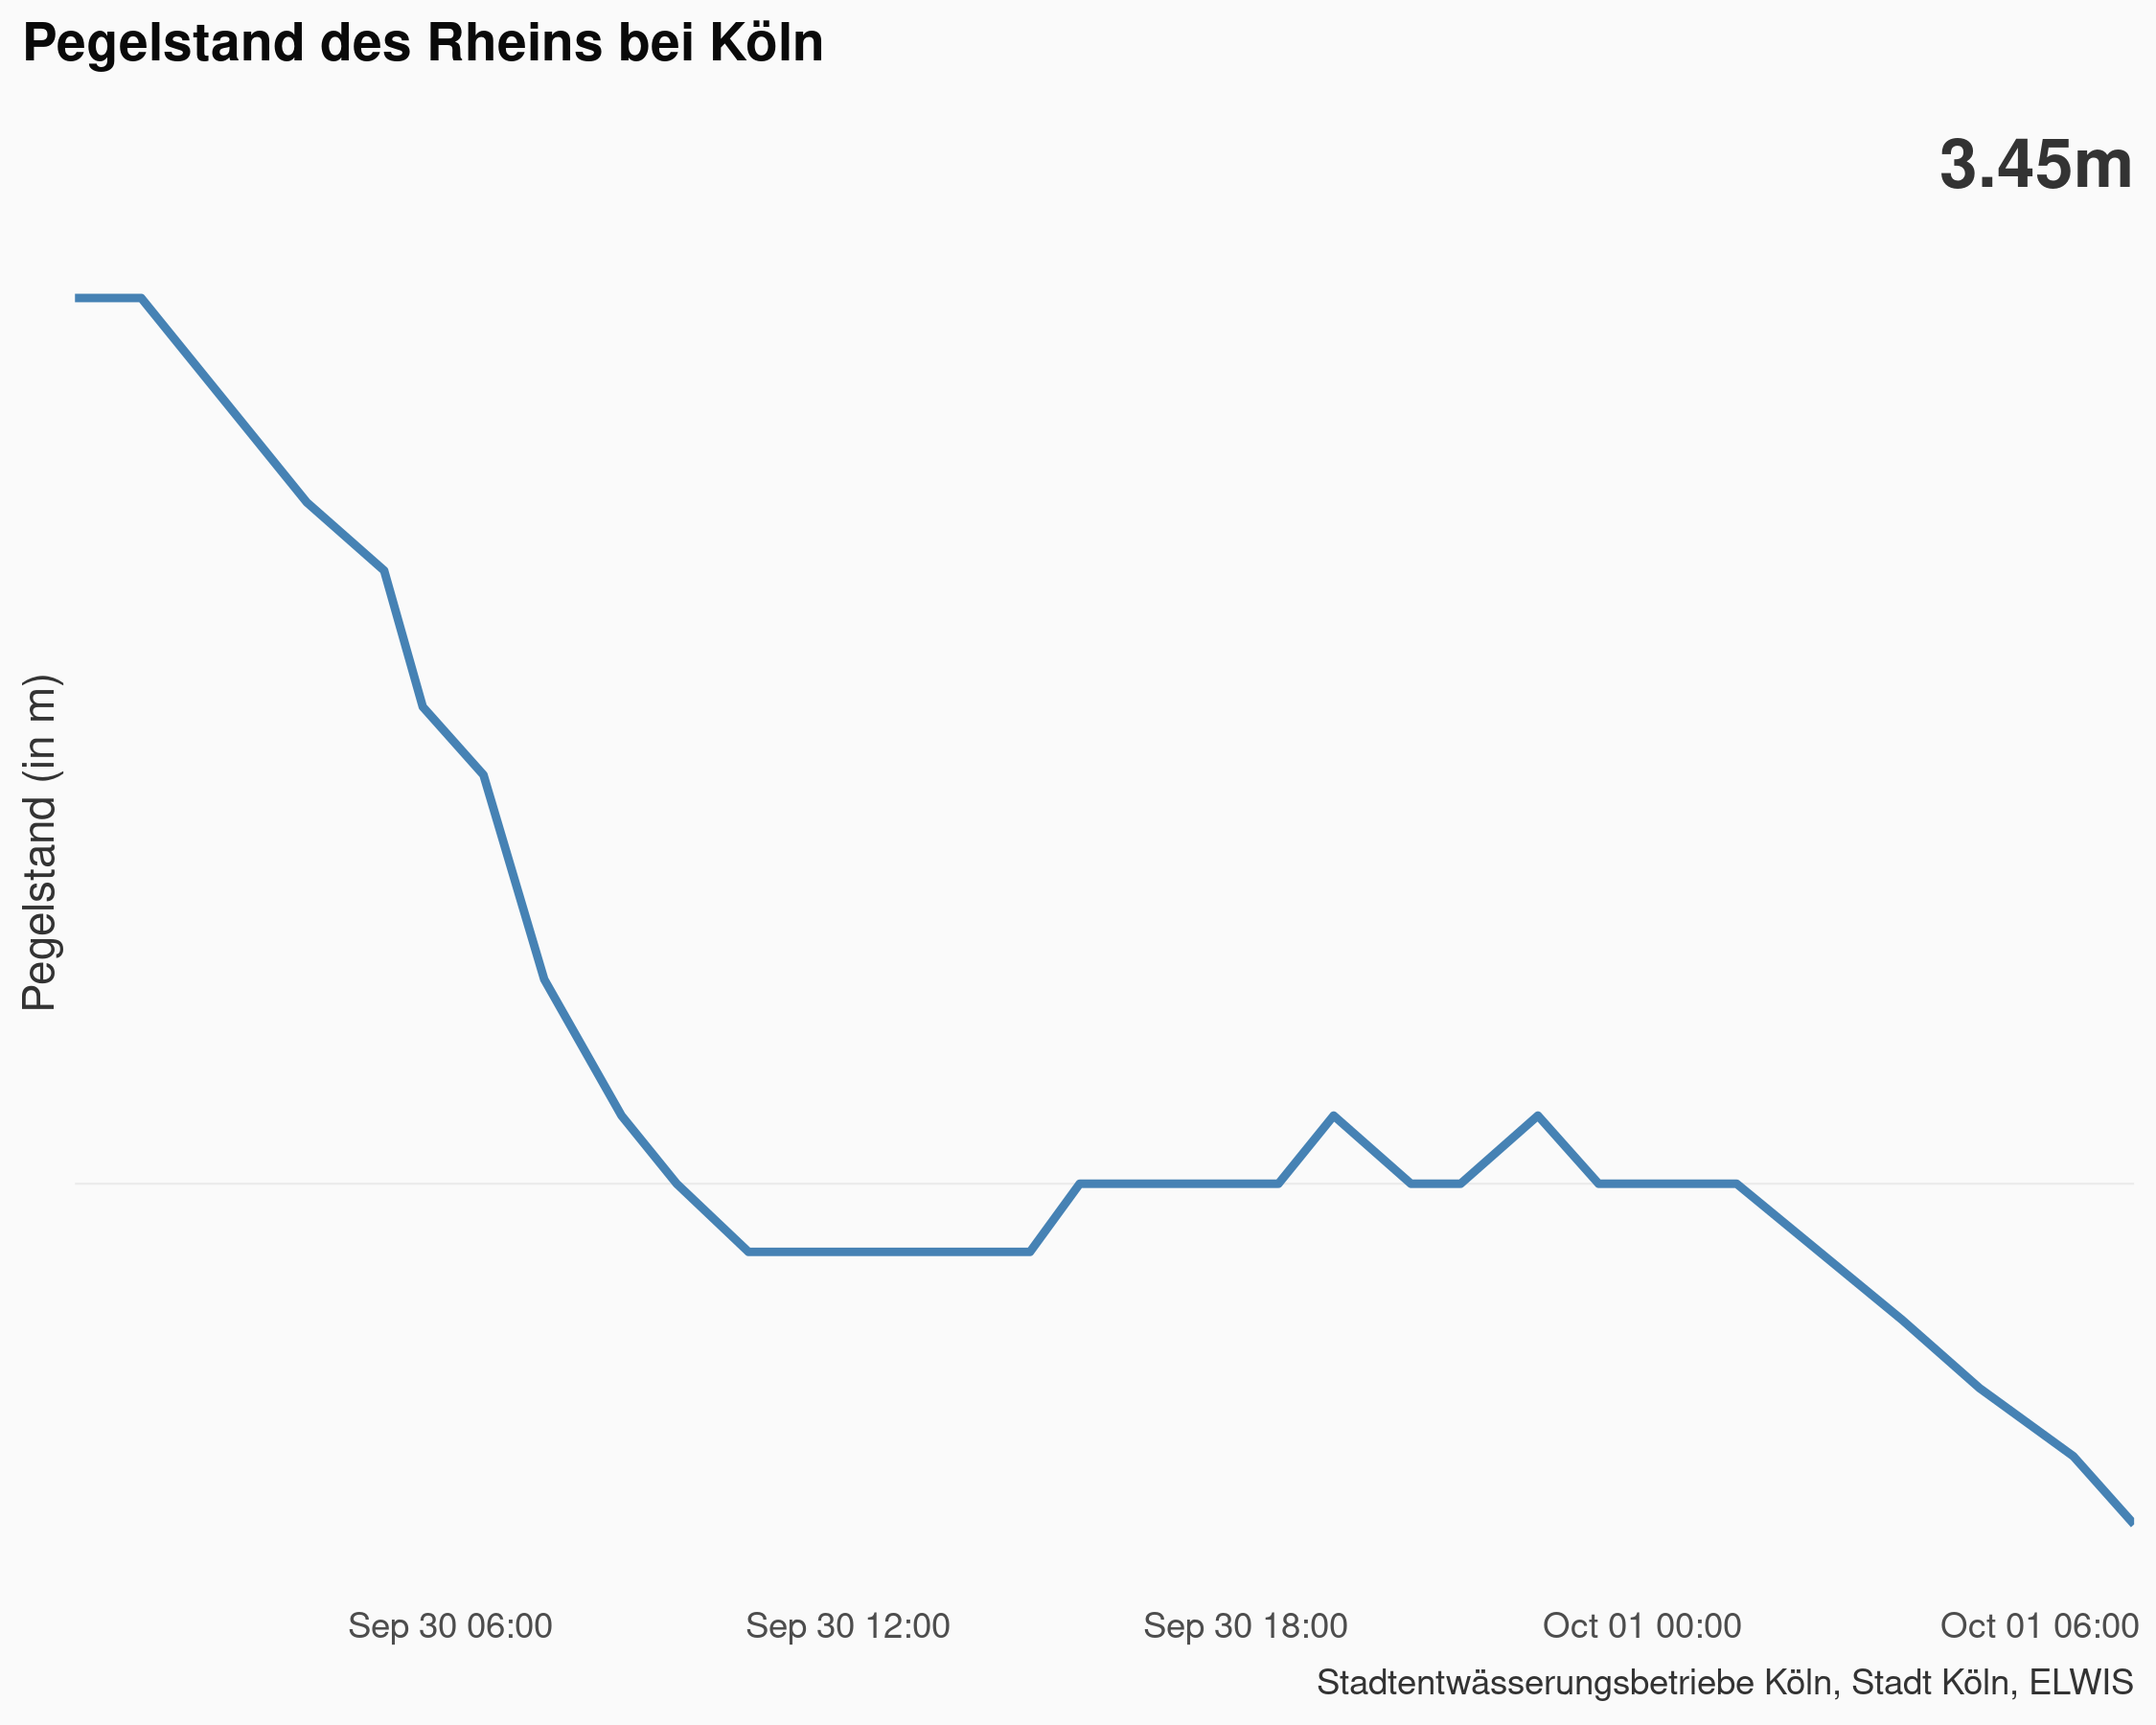 Pegelstand des Rheins bei Köln
3.45m
Pegelstand (in m)
Sep 30 06:00 Sep 30 12:00 Sep 30 18:00 Oct 01 00:00 Oct 01 06:00
Stadtentwässerungsbetriebe Köln, Stadt Köln, ELWIS